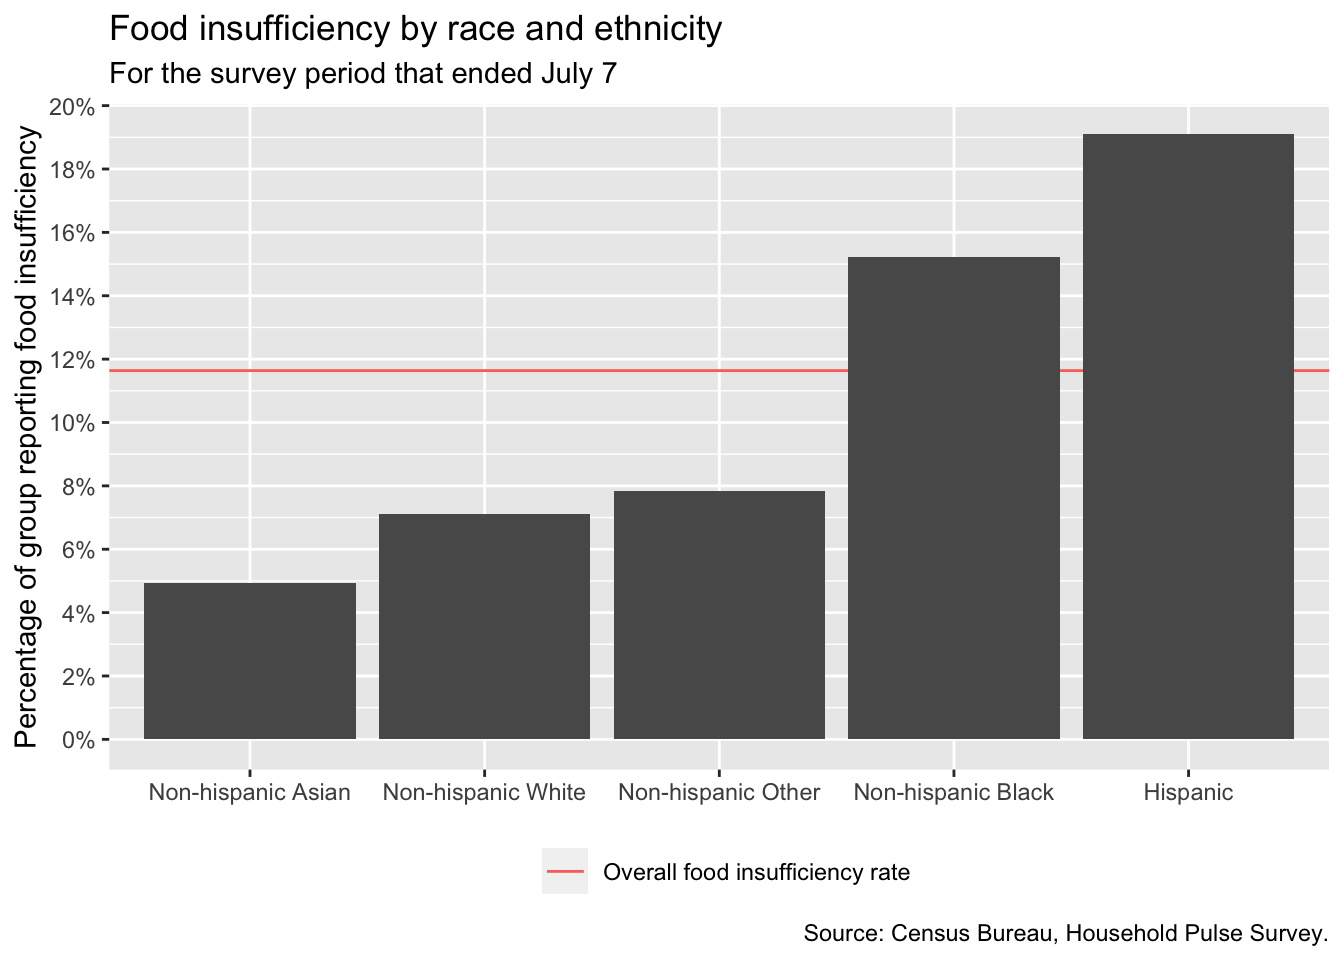 Food insufficiency by race and ethnicity
For the survey period that ended July 7
Percentage of group reporting food insufficiency
20%
18%
16%
14%
12%
10%
8%
6%
4%
2%
0%
Non-hispanic Asian Non-hispanic White Non-hispanic Other Non-hispanic Black Hispanic
Overall food insufficiency rate
Source: Census Bureau, Household Pulse Survey.